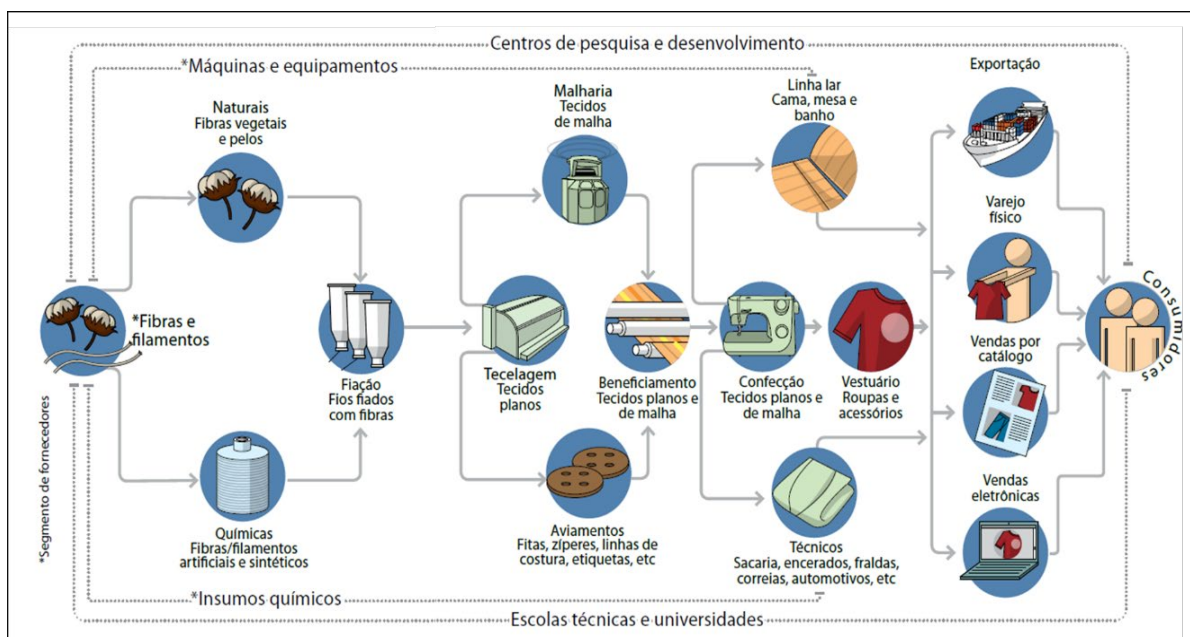 Centros de pesquisa e desenvolvimento
*Máquinas e equipamentos
Exportação
Naturais
Fibras vegetais
e pelos
Malharia
Tecidos
de malha
Linha lar
Cama, mesa e
banho
Varejo
físico
*Fibras e
filamentos
Fiação
Fios fiados
com fibras
Tecelagem
Tecidos
planos
Beneficiamento
Tecidos planos e
de malha
Confecção
Tecidos planos e
de malha
Vestuário
Roupas e
acessórios
Vendas por
catálogo
Consumidores
*Segmento de fornecedores
Químicas
Fibras/filamentos
artificiais e sintéticos
Aviamentos
Fitas, zíperes, linhas de
costura, etiquetas, etc
Técnicos
Sacaria, encerados, fraldas,
correias, automotivos, etc
Vendas
eletrônicas
*Insumos químicos
Escolas técnicas e universidades